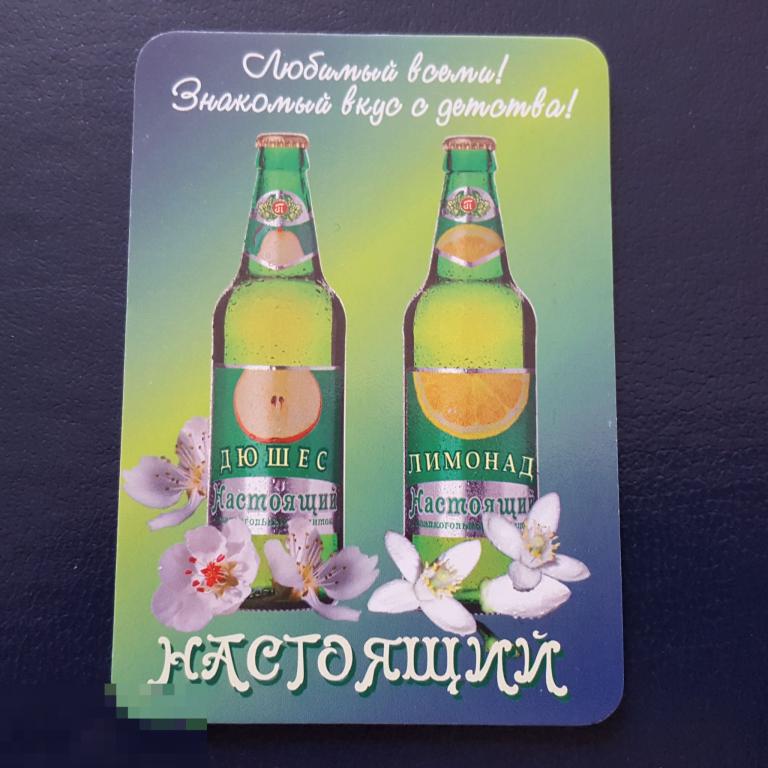 Любимый всеми!
Знакомый вкус с детства!
П П
ДЮШЕС
Настоящий
ЛИМОНАД
Настоящий
НАСТОЯЩИЙ